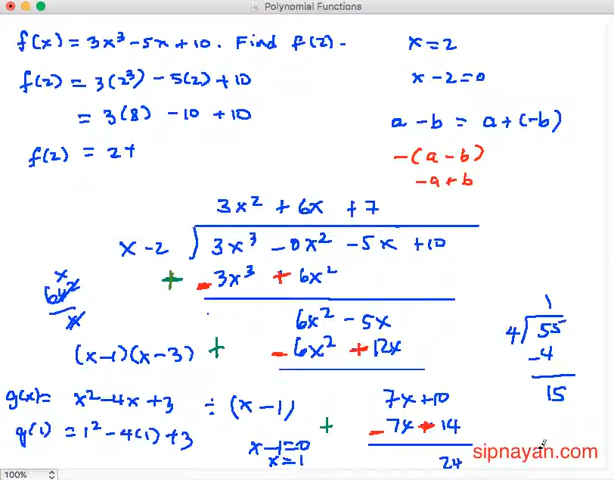 Polynomial Functions
f(x) = 3x³ - 5x + 10. Find f(2).
f(2) = 3(2³) - 5(2) + 10
= 3(8) - 10 + 10
f(2) = 24
x = 2
x - 2 = 0
a - b = a + (-b)
-(a - b)
-a + b
3x² + 6x + 7
x - 2 ) 3x³ - 0x² - 5x + 10
+ - 3x³ + 6x²
6x² - 5x
+ - 6x² + 12x
7x + 10
+ - 7x + 14
24
x
6x²
x
(x-1)(x-3)
g(x) = x² - 4x + 3 ÷ (x - 1)
g(1) = 1² - 4(1) + 3
x - 1 = 0
x = 1
1
4 ) 55
- 4
15
sipnayan.com
100%